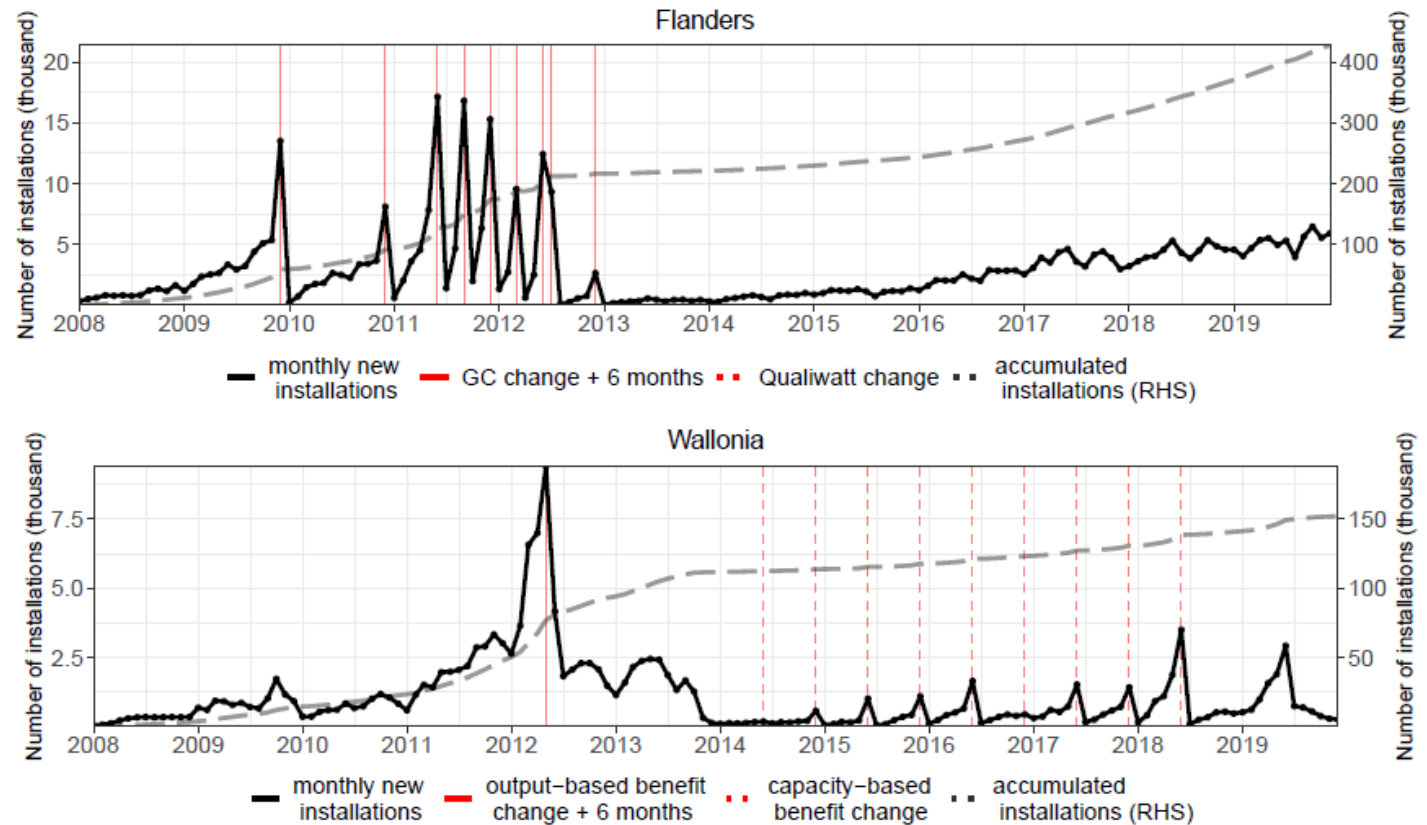 Flanders
Number of installations (thousand)
20
15
10
5
400
300
200
100
Number of installations (thousand)
2008 2009 2010 2011 2012 2013 2014 2015 2016 2017 2018 2019
monthly new installations
GC change + 6 months
Qualiwatt change
accumulated installations (RHS)
Wallonia
Number of installations (thousand)
7.5
5.0
2.5
150
100
50
Number of installations (thousand)
2008 2009 2010 2011 2012 2013 2014 2015 2016 2017 2018 2019
monthly new installations
output−based benefit change + 6 months
capacity−based benefit change
accumulated installations (RHS)